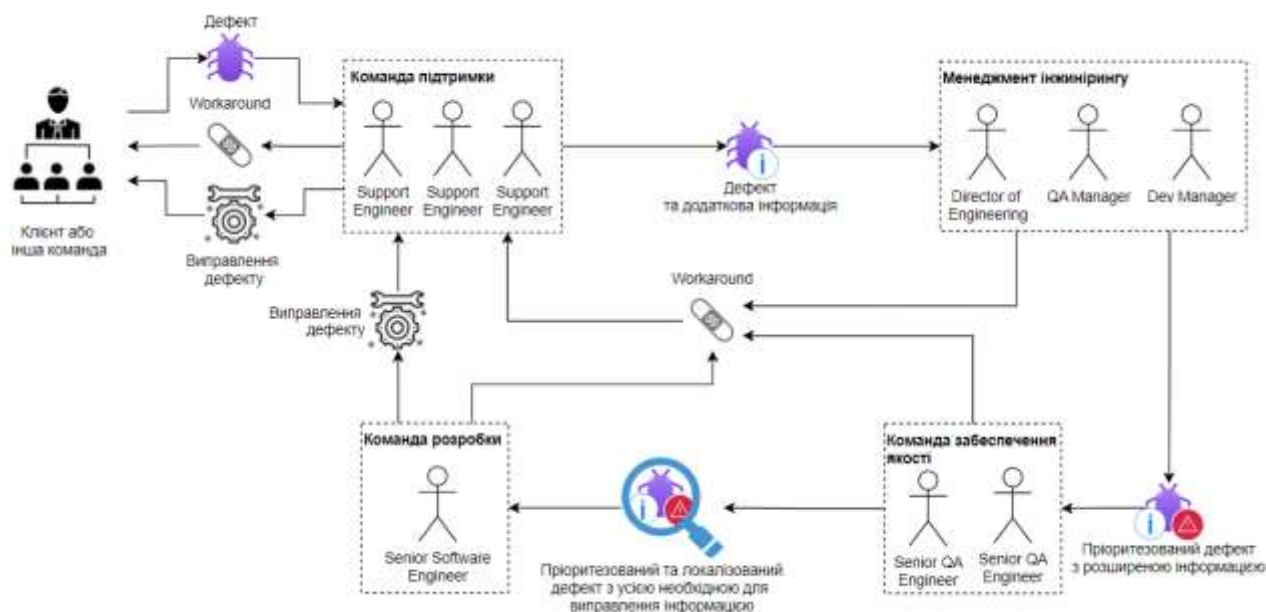 Дефект
Workaround
Клієнт або
інша команда
Виправлення
дефекту
Команда підтримки
Support
Engineer
Support
Engineer
Support
Engineer
Дефект
та додаткова інформація
Менеджмент інжинірингу
Director of
Engineering
QA Manager
Dev Manager
Workaround
Виправлення
дефекту
Команда розробки
Senior Software
Engineer
Пріоритезований та локалізований
дефект з усією необхідною для
виправлення інформацією
Команда забеспечення
якості
Senior QA
Engineer
Senior QA
Engineer
Пріоритезований дефект
з розширеною інформацією